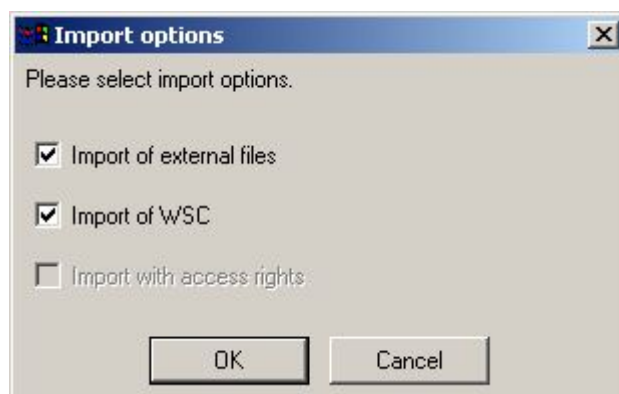 Import options
Please select import options.
Import of external files
Import of WSC
Import with access rights
OK
Cancel